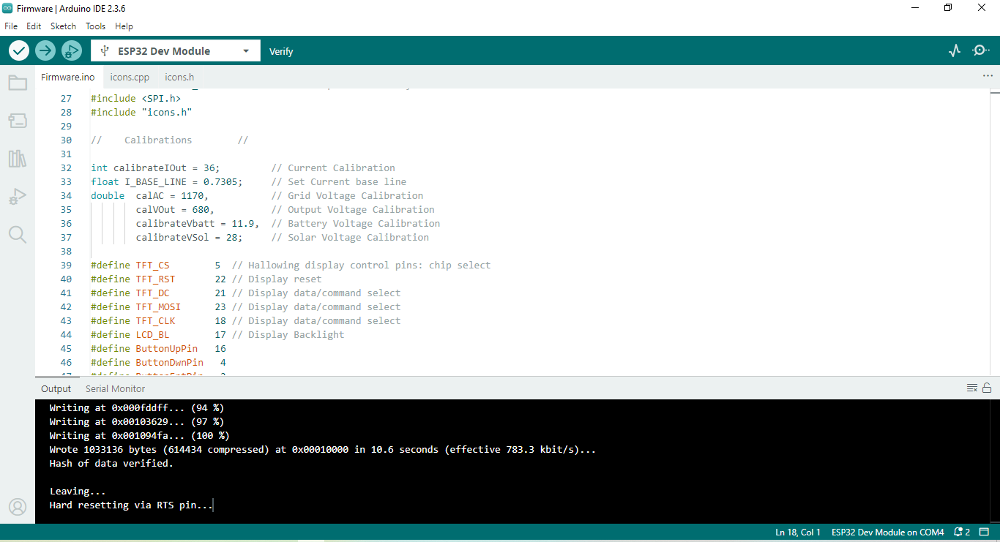 Firmware | Arduino IDE 2.3.6
File Edit Sketch Tools Help
ESP32 Dev Module
Verify
Firmware.ino icons.cpp icons.h
27 #include <SPI.h>
28 #include "icons.h"
29
30 // Calibrations //
31
32 int calibrateIOut = 36; // Current Calibration
33 float I_BASE_LINE = 0.7305; // Set Current base line
34 double calAC = 1170, // Grid Voltage Calibration
35 calVOut = 680, // Output Voltage Calibration
36 calibrateVbatt = 11.9, // Battery Voltage Calibration
37 calibrateVSol = 28; // Solar Voltage Calibration
38
39 #define TFT_CS 5 // Hallowing display control pins: chip select
40 #define TFT_RST 22 // Display reset
41 #define TFT_DC 21 // Display data/command select
42 #define TFT_MOSI 23 // Display data/command select
43 #define TFT_CLK 18 // Display data/command select
44 #define LCD_BL 17 // Display Backlight
45 #define ButtonUpPin 16
46 #define ButtonDwnPin 4
Output Serial Monitor
Writing at 0x000fddff... (94 %)
Writing at 0x00103629... (97 %)
Writing at 0x001094fa... (100 %)
Wrote 1033136 bytes (614434 compressed) at 0x00010000 in 10.6 seconds (effective 783.3 kbit/s)...
Hash of data verified.
Leaving...
Hard resetting via RTS pin...
Ln 18, Col 1 ESP32 Dev Module on COM4 2